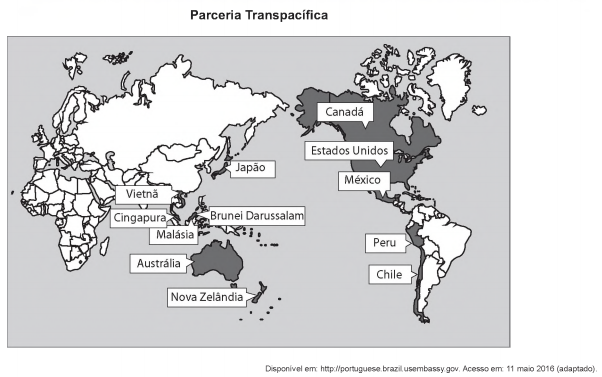 Parceria Transpacífica
Canadá
Estados Unidos
Japão
México
Vietnã
Cingapura
Brunei Darussalam
Malásia
Peru
Austrália
Chile
Nova Zelândia
Disponível em: http://portuguese.brazil.usembassy.gov. Acesso em: 11 maio 2016 (adaptado).